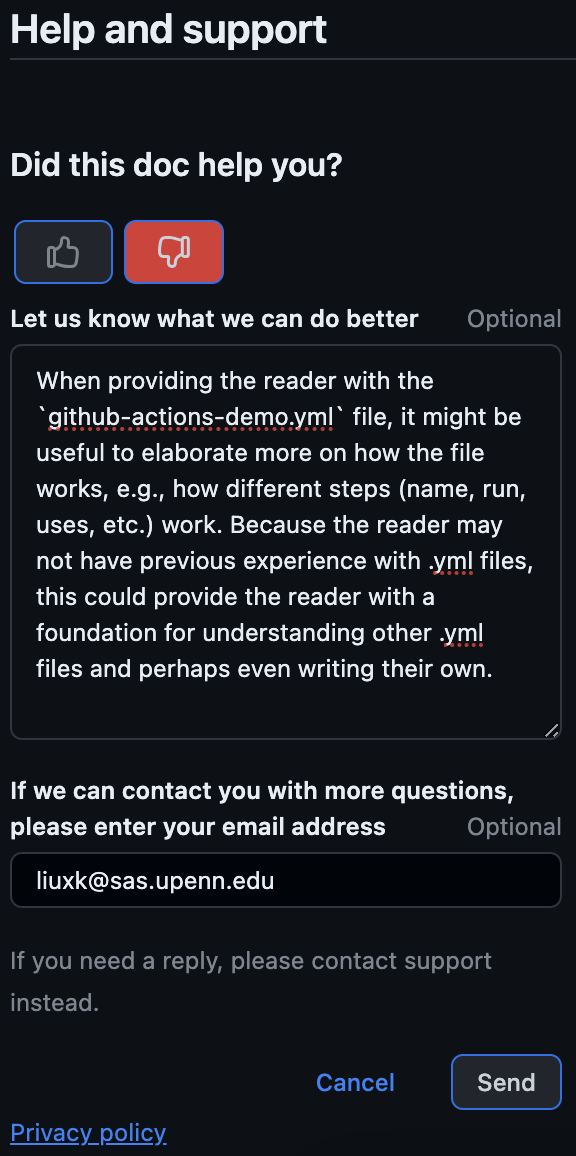 Help and support
Did this doc help you?
Let us know what we can do better
Optional
When providing the reader with the
`github-actions-demo.yml` file, it might be
useful to elaborate more on how the file
works, e.g., how different steps (name, run,
uses, etc.) work. Because the reader may
not have previous experience with .yml files,
this could provide the reader with a
foundation for understanding other .yml
files and perhaps even writing their own.
If we can contact you with more questions,
please enter your email address
Optional
liuxk@sas.upenn.edu
If you need a reply, please contact support
instead.
Cancel
Send
Privacy policy